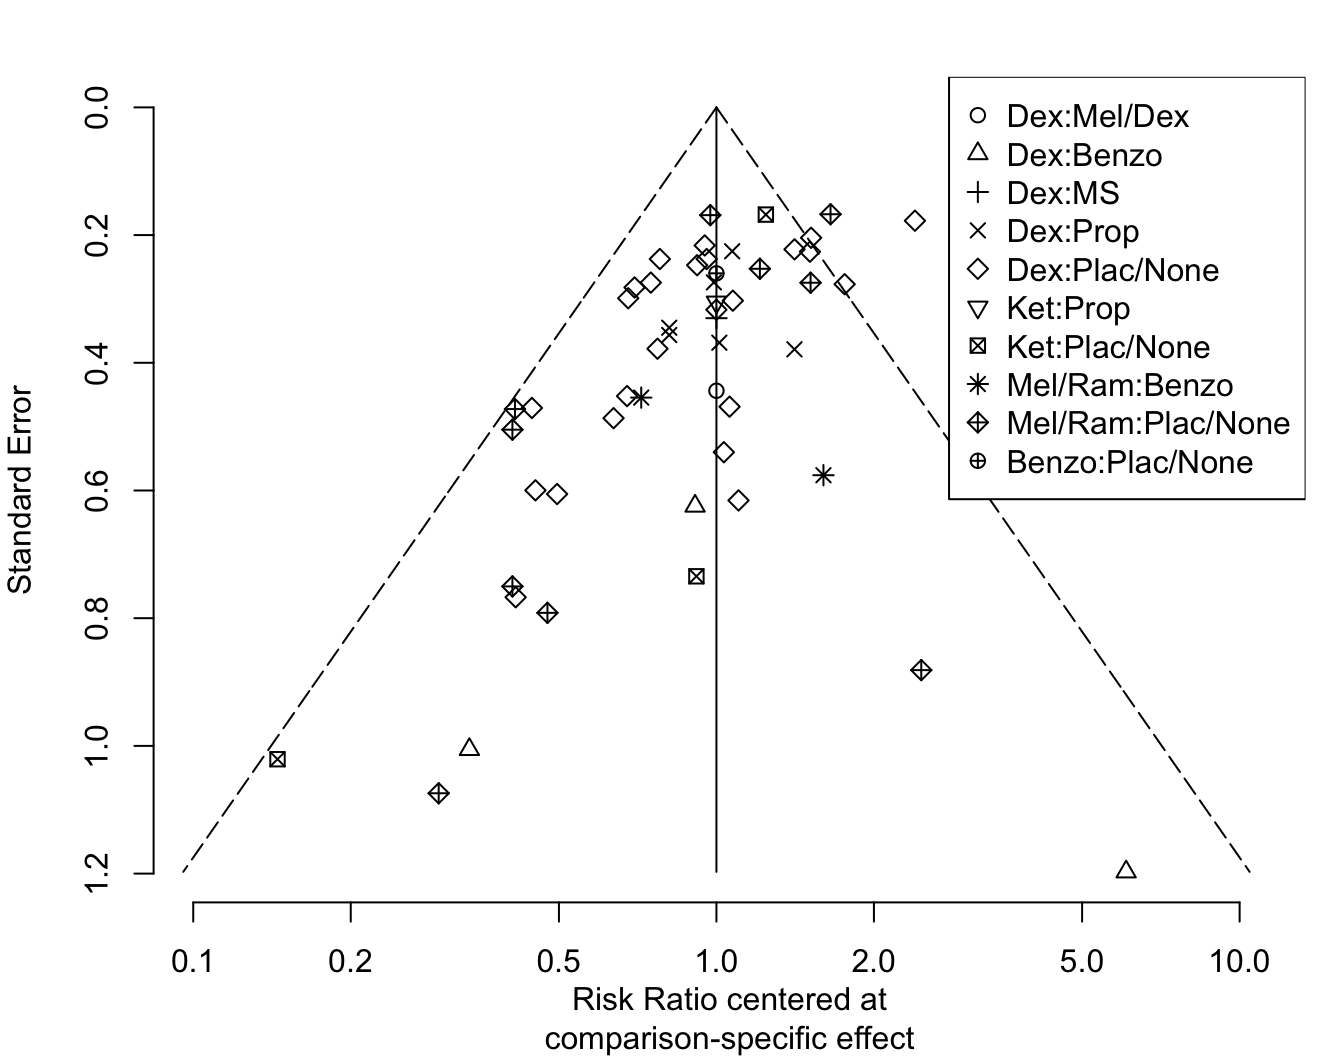 0.0
0.2
0.4
0.6
0.8
1.0
1.2
Standard Error
Dex:Mel/Dex
Dex:Benzo
Dex:MS
Dex:Prop
Dex:Plac/None
Ket:Prop
Ket:Plac/None
Mel/Ram:Benzo
Mel/Ram:Plac/None
Benzo:Plac/None
0.1 0.2 0.5 1.0 2.0 5.0 10.0
Risk Ratio centered at
comparison-specific effect